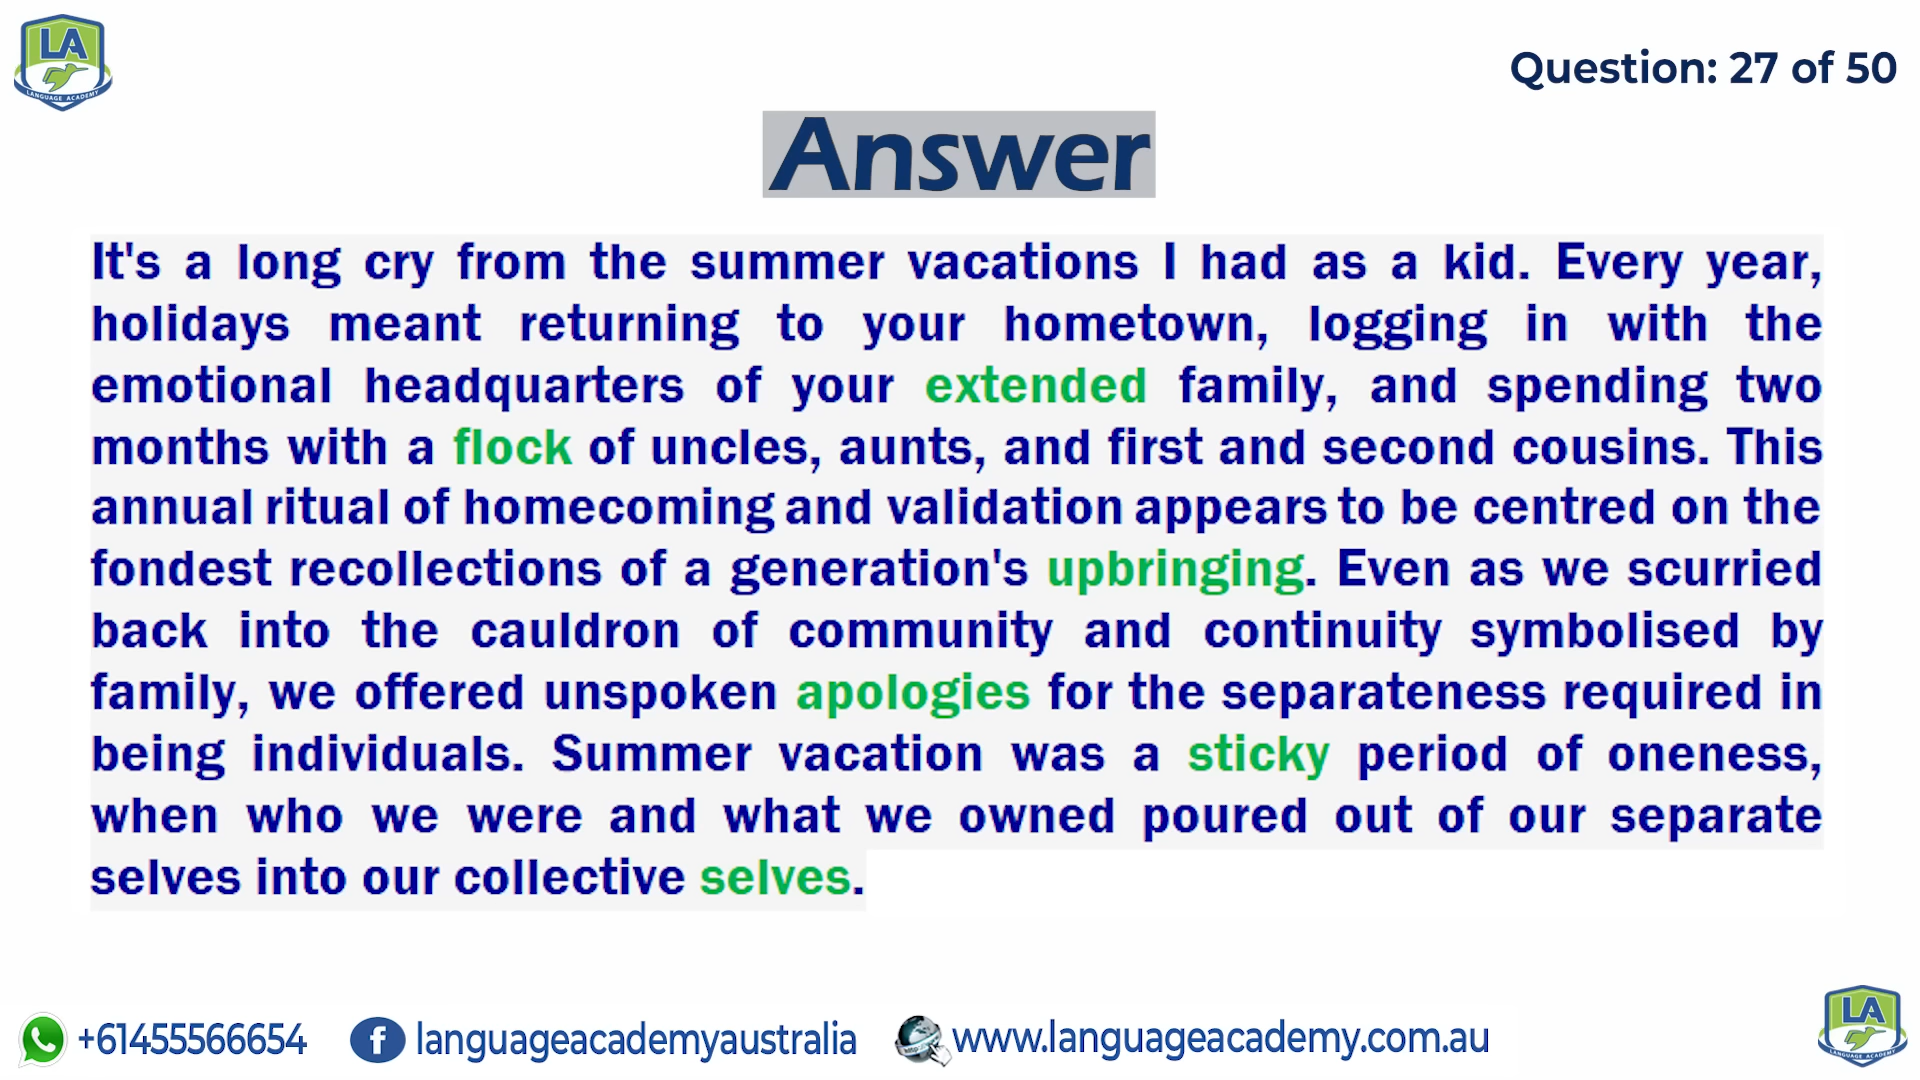 LA
LANGUAGE ACADEMY
Question: 27 of 50
Answer
It's a long cry from the summer vacations I had as a kid. Every year,
holidays meant returning to your hometown, logging in with the
emotional headquarters of your extended family, and spending two
months with a flock of uncles, aunts, and first and second cousins. This
annual ritual of homecoming and validation appears to be centred on the
fondest recollections of a generation's upbringing. Even as we scurried
back into the cauldron of community and continuity symbolised by
family, we offered unspoken apologies for the separateness required in
being individuals. Summer vacation was a sticky period of oneness,
when who we were and what we owned poured out of our separate
selves into our collective selves.
+61455566654
f
languageacademyaustralia
http:
www.languageacademy.com.au
LA
LANGUAGE ACADEMY